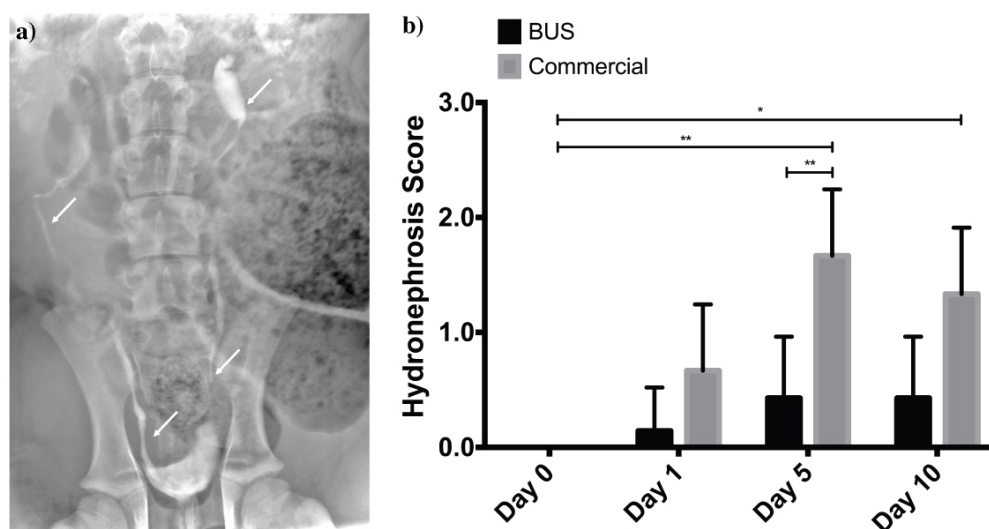 a)
b)
BUS
Commercial
Hydronephrosis Score
3.0
2.0
1.0
0.0
*
**
**
Day 0
Day 1
Day 5
Day 10